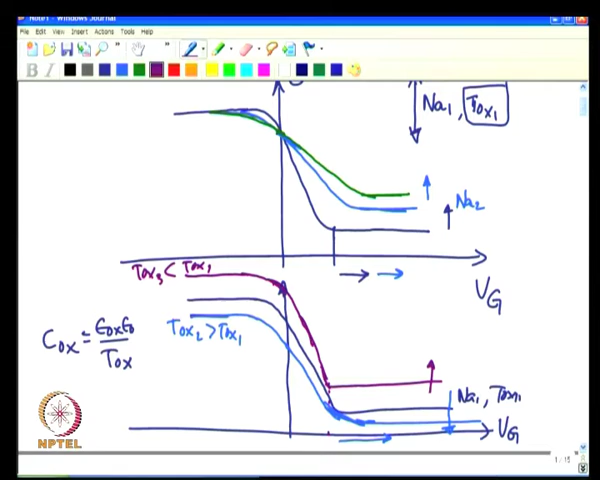 Note1 - Windows Journal
File Edit View Insert Actions Tools Help
B I
C
Na1, Tox1
Na2
VG
Tox3 < Tox1
Tox2 > Tox1
Cox = ϵoxϵ0 / Tox
Na1, Tox1
VG
NPTEL
1 / 15